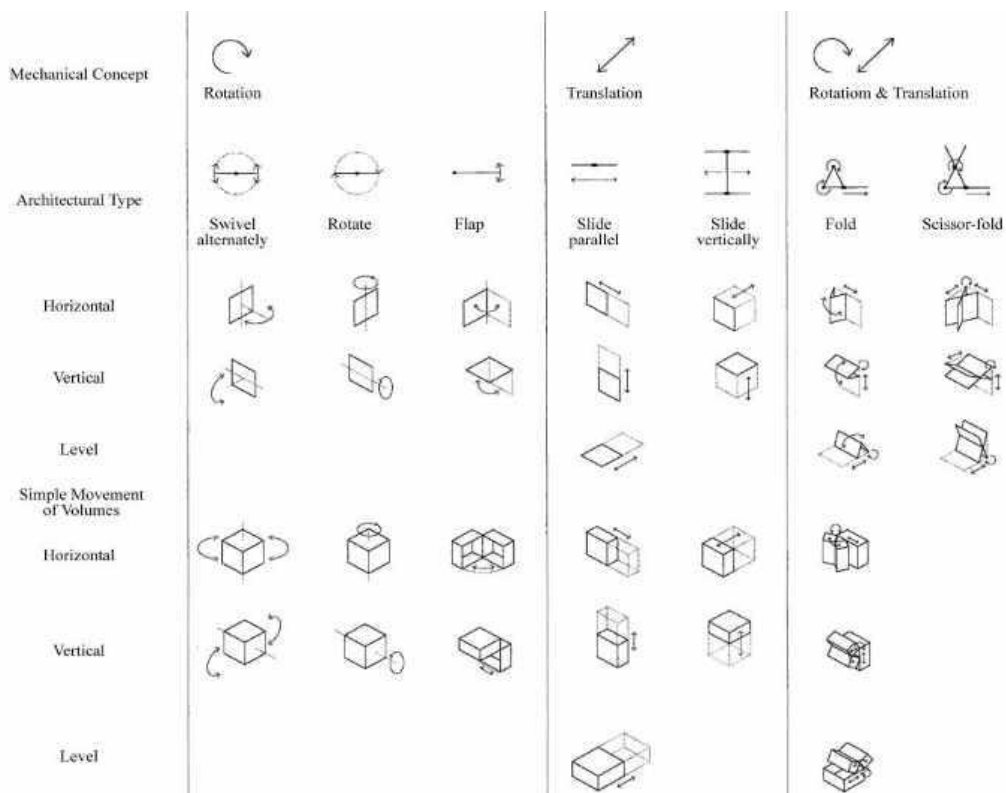 Mechanical Concept
Rotation
Translation
Rotatiom & Translation
Architectural Type
Swivel
alternately
Rotate
Flap
Slide
parallel
Slide
vertically
Fold
Scissor-fold
Horizontal
Vertical
Level
Simple Movement
of Volumes
Horizontal
Vertical
Level